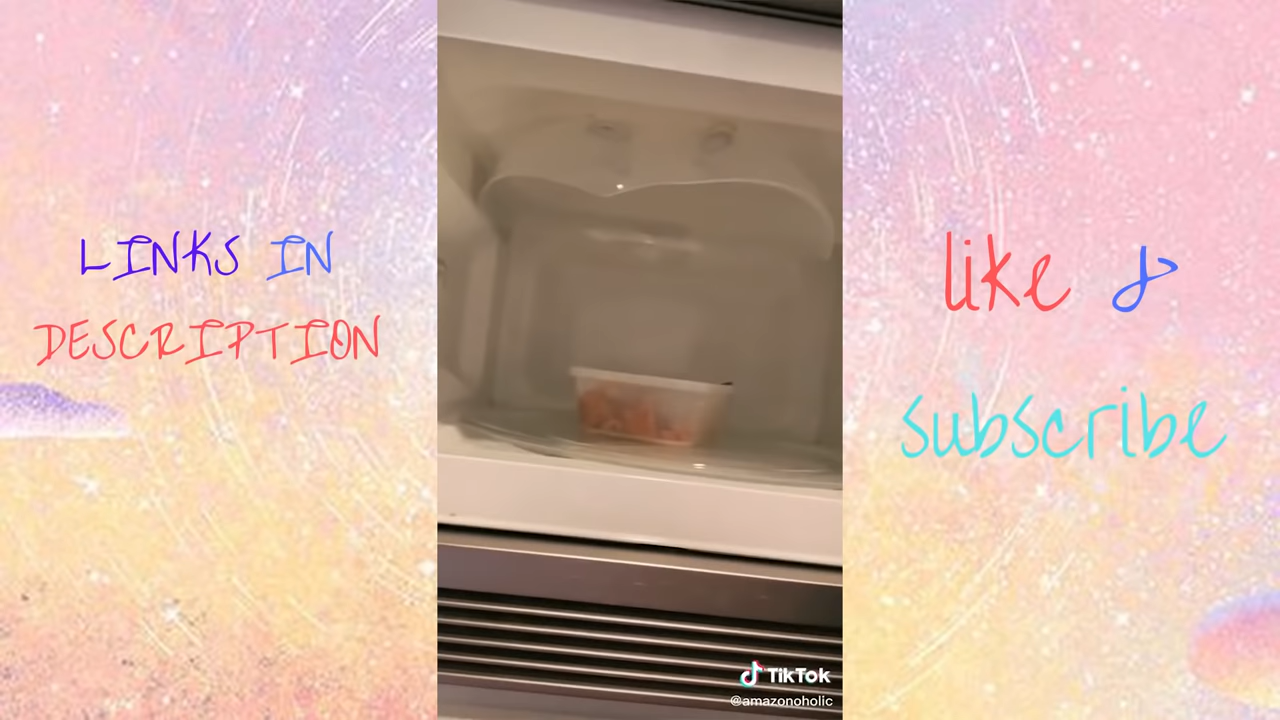 LINKS IN
DESCRIPTION
like &
subscribe
TikTok
@amazonoholic